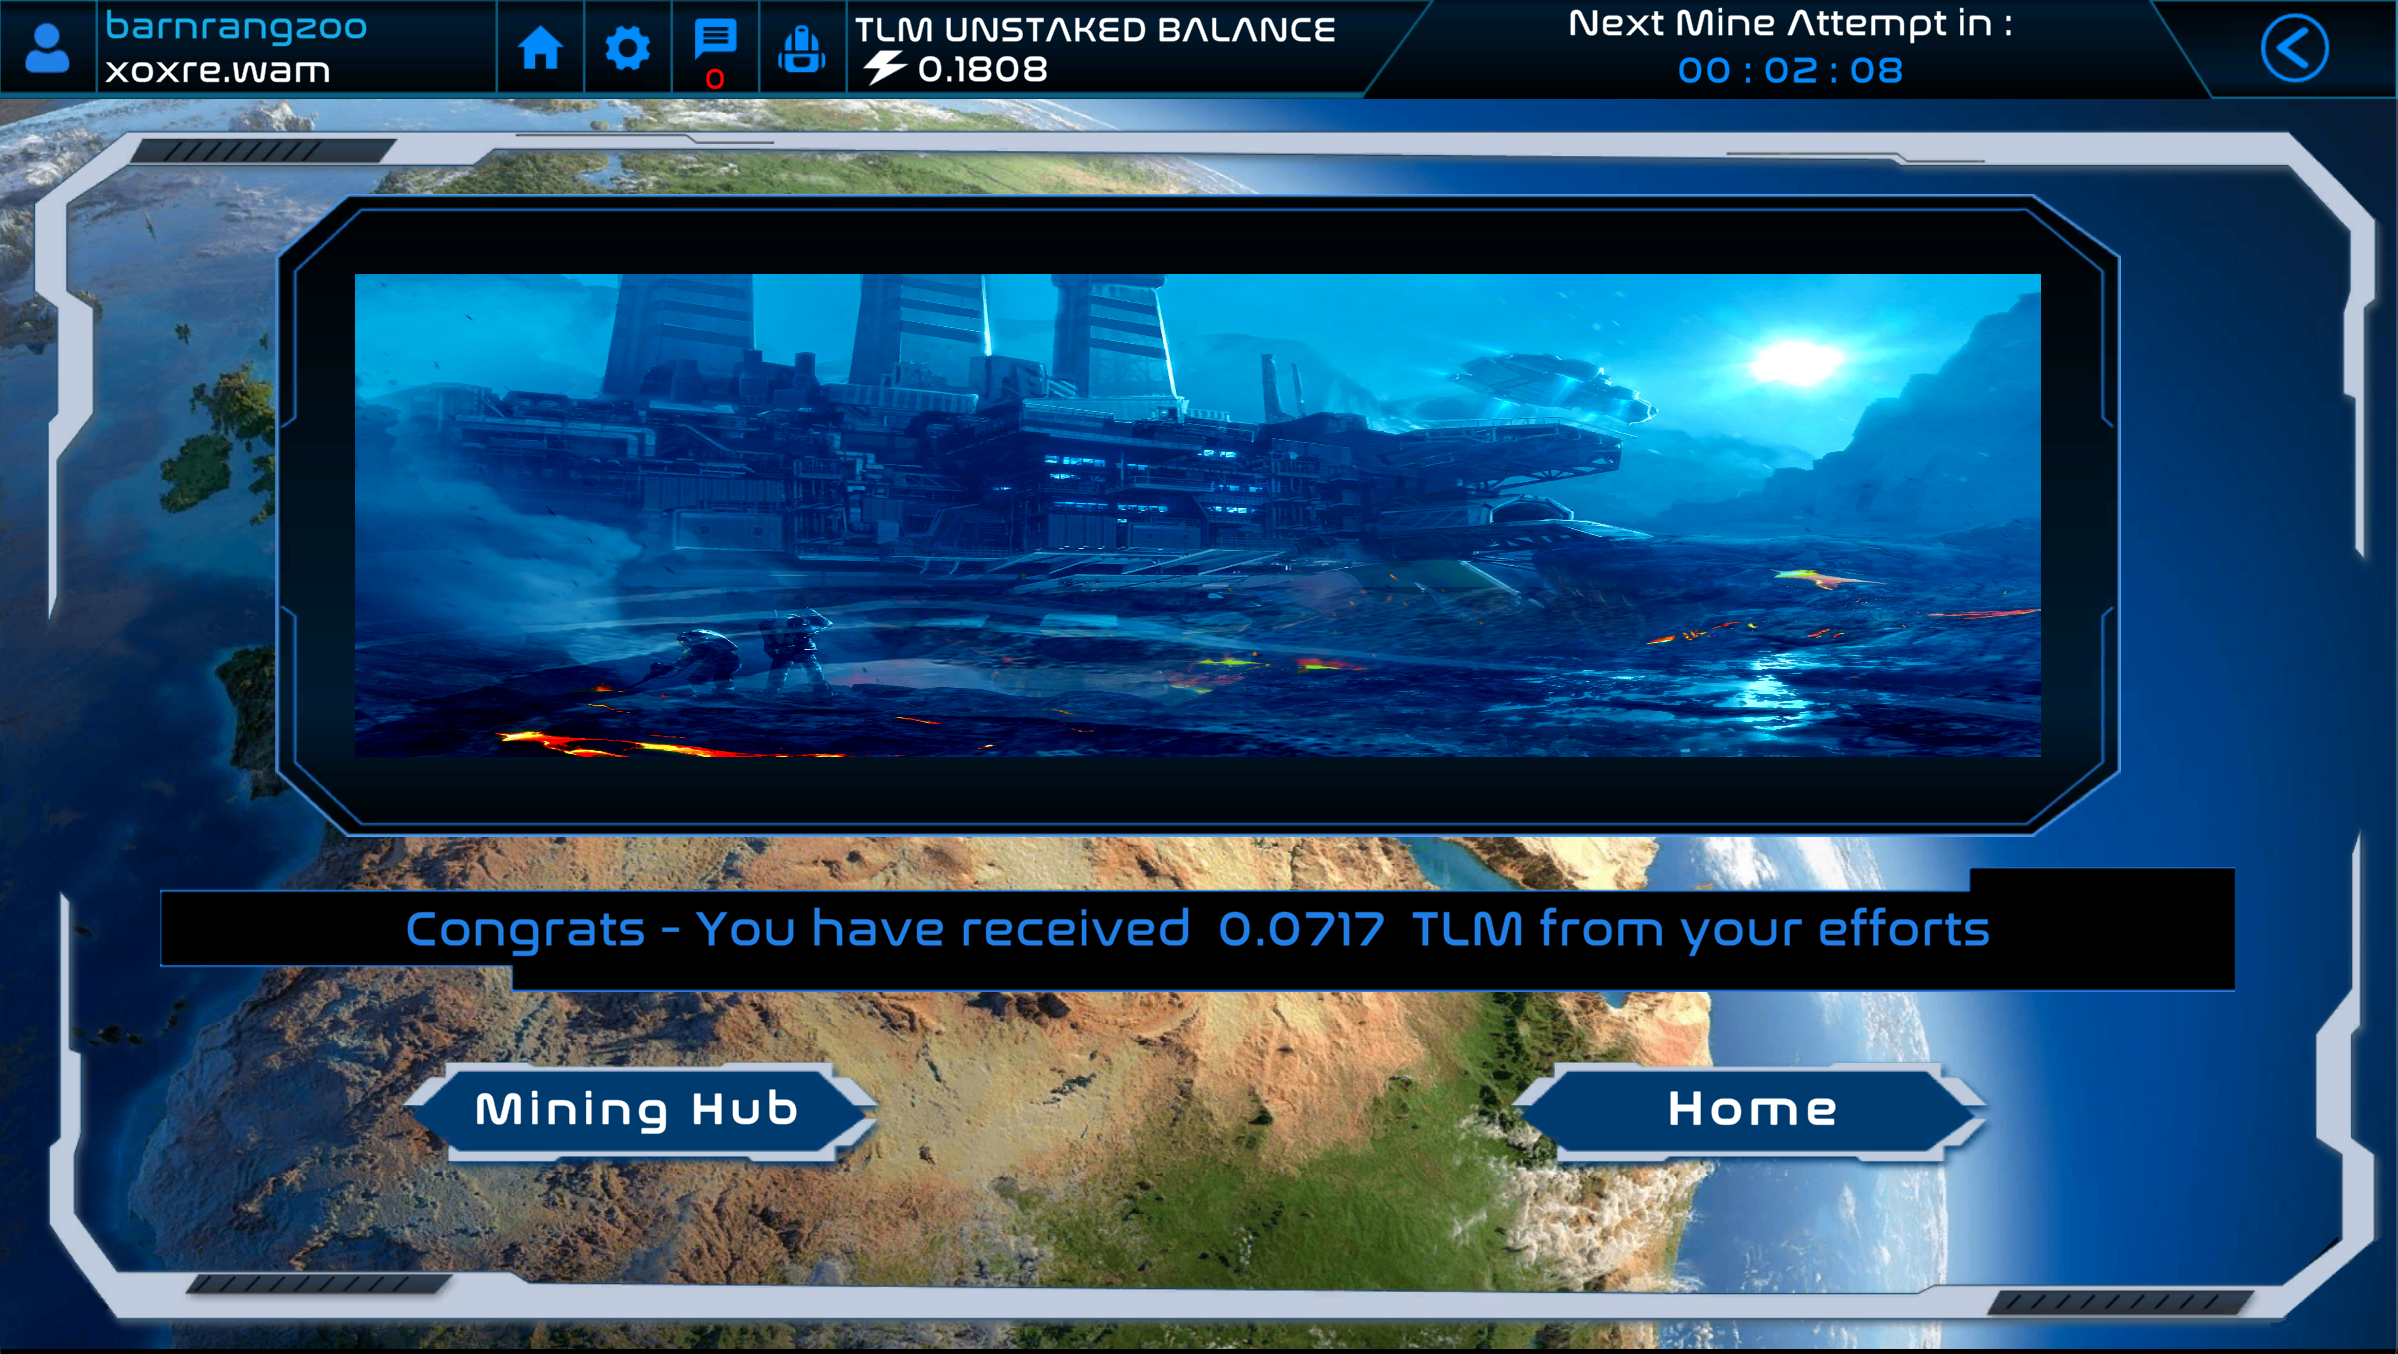 barnrangzoo
xoxre.wam
0
TLM UNSTAKED BALANCE
0.1808
Next Mine Attempt in :
00 : 02 : 08
Congrats - You have received 0.0717 TLM from your efforts
Mining Hub
Home